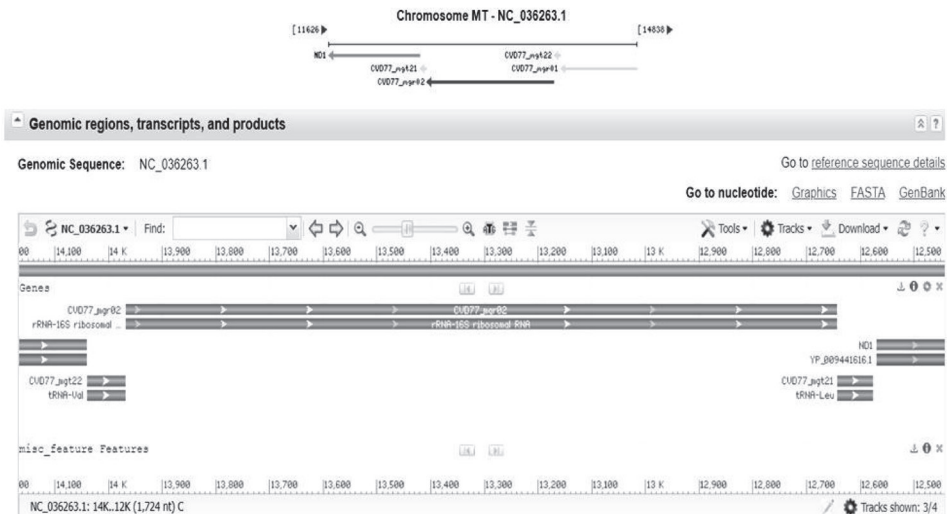 Chromosome MT - NC_036263.1
[ 11626 [ 14838
ND1 CVD77_mgt22
CVD77_mgt21 CVD77_mgr01
CVD77_mgr02
Genomic regions, transcripts, and products ?
Genomic Sequence: NC_036263.1 Go to reference sequence details
Go to nucleotide: Graphics FASTA GenBank
NC_036263.1 Find: Tools Tracks Download ?
00 14,100 14 K 13,900 13,800 13,700 13,600 13,500 13,400 13,300 13,200 13,100 13 K 12,900 12,800 12,700 12,600 12,500
Genes
CVD77_mgr02 CVD77_mgr02
rRNA-16S ribosomal … rRNA-16S ribosomal RNA
ND1
YP_009441616.1
CVD77_mgt22 CVD77_mgt21
tRNA-Val tRNA-Leu
misc_feature Features
00 14,100 14 K 13,900 13,800 13,700 13,600 13,500 13,400 13,300 13,200 13,100 13 K 12,900 12,800 12,700 12,600 12,500
NC_036263.1: 14K..12K (1,724 nt) C Tracks shown: 3/4